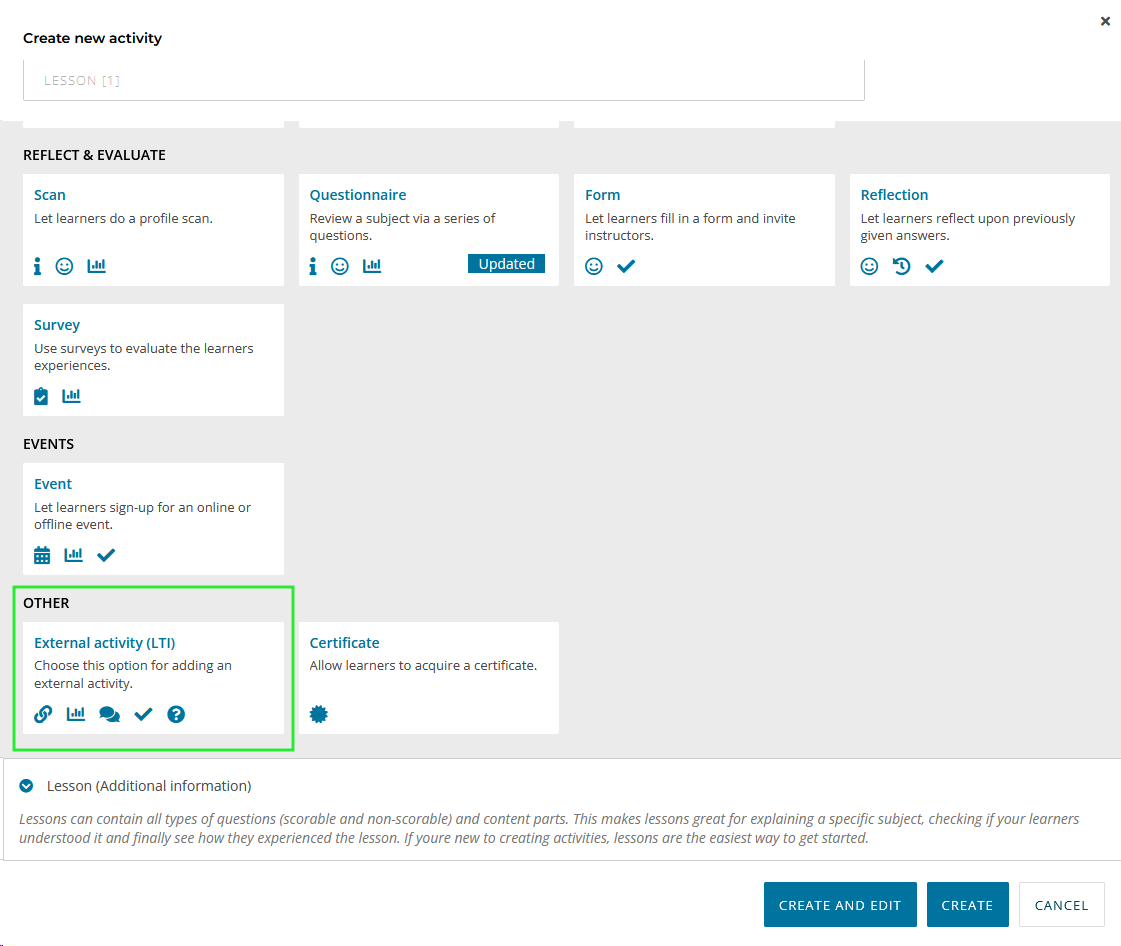 Create new activity
LESSON [1]
REFLECT & EVALUATE
Scan
Let learners do a profile scan.
Questionnaire
Review a subject via a series of
questions.
Updated
Form
Let learners fill in a form and invite
instructors.
Reflection
Let learners reflect upon previously
given answers.
Survey
Use surveys to evaluate the learners
experiences.
EVENTS
Event
Let learners sign-up for an online or
offline event.
OTHER
External activity (LTI)
Choose this option for adding an
external activity.
Certificate
Allow learners to acquire a certificate.
Lesson (Additional information)
Lessons can contain all types of questions (scorable and non-scorable) and content parts. This makes lessons great for explaining a specific subject, checking if your learners
understood it and finally see how they experienced the lesson. If youre new to creating activities, lessons are the easiest way to get started.
CREATE AND EDIT
CREATE
CANCEL